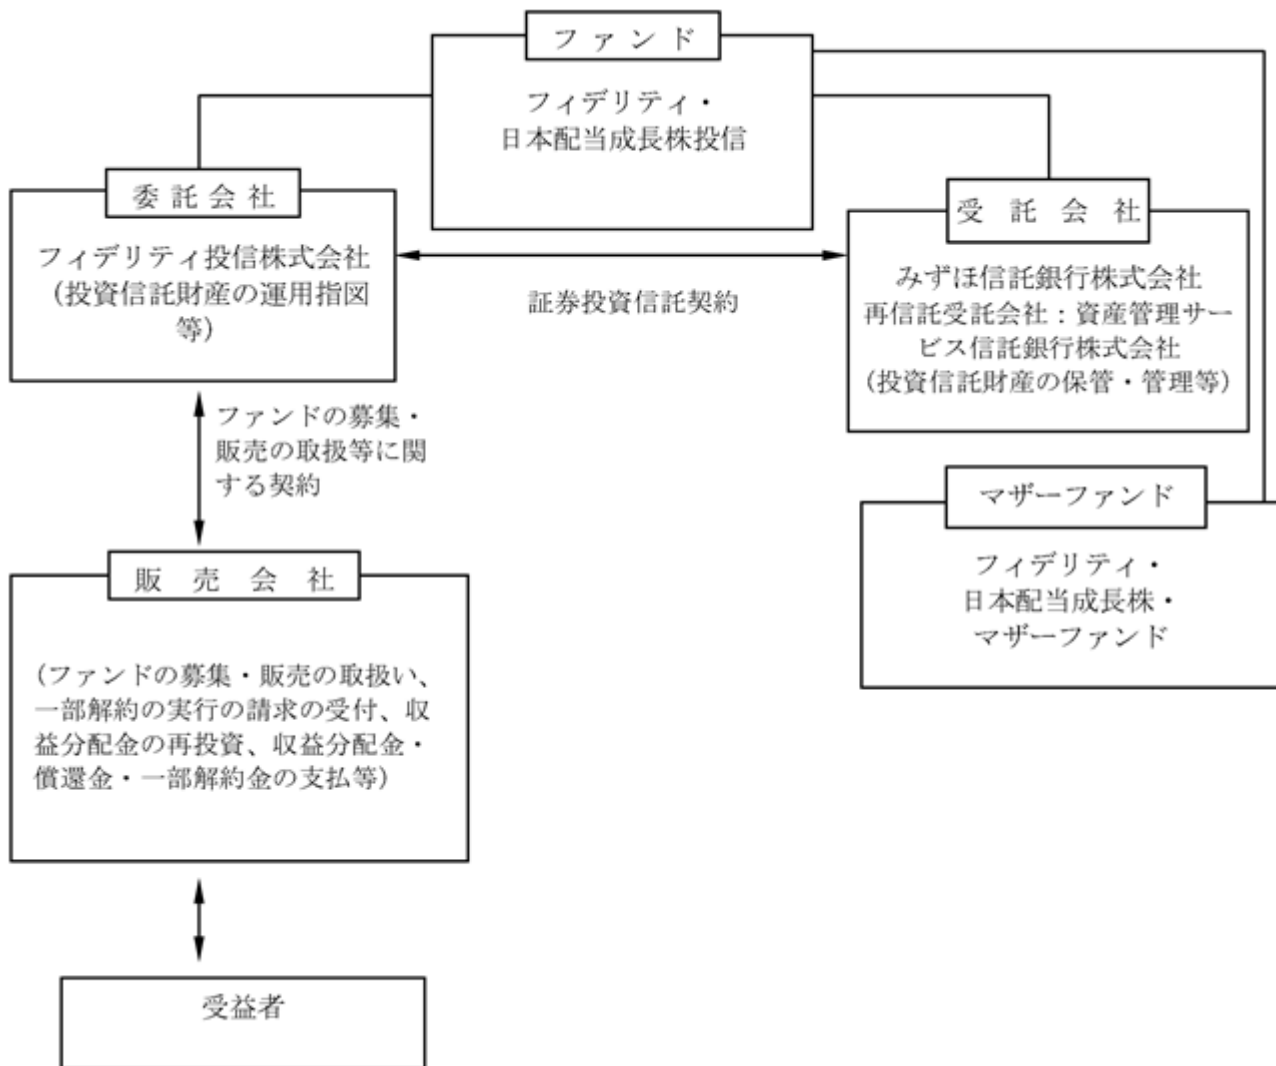 ファンド
フィデリティ・
日本配当成長株投信
委託会社
フィデリティ投信株式会社
(投資信託財産の運用指図
等)
証券投資信託契約
受託会社
みずほ信託銀行株式会社
再信託受託会社:資産管理サー
ビス信託銀行株式会社
(投資信託財産の保管・管理等)
ファンドの募集・
販売の取扱等に関
する契約
マザーファンド
フィデリティ・
日本配当成長株・
マザーファンド
販売会社
(ファンドの募集・販売の取扱い、
一部解約の実行の請求の受付、収
益分配金の再投資、収益分配金・
償還金・一部解約金の支払等)
受益者